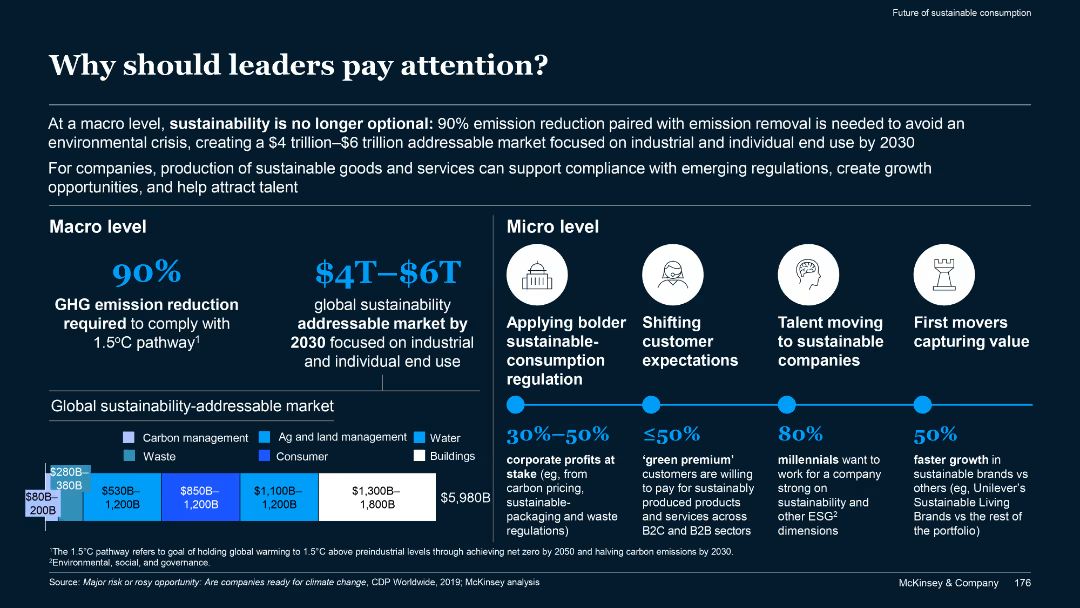 Future of sustainable consumption
Why should leaders pay attention?
At a macro level, sustainability is no longer optional: 90% emission reduction paired with emission removal is needed to avoid an
environmental crisis, creating a $4 trillion–$6 trillion addressable market focused on industrial and individual end use by 2030
For companies, production of sustainable goods and services can support compliance with emerging regulations, create growth
opportunities, and help attract talent
Macro level
90%
GHG emission reduction
required to comply with
1.5ºC pathway¹
$4T–$6T
global sustainability
addressable market by
2030 focused on industrial
and individual end use
Global sustainability-addressable market
Carbon management
Ag and land management
Water
Waste
Consumer
Buildings
$80B–
200B
$280B–
380B
$530B–
1,200B
$850B–
1,200B
$1,100B–
1,200B
$1,300B–
1,800B
$5,980B
Micro level
Applying bolder
sustainable-
consumption
regulation
30%–50%
corporate profits at
stake (eg, from
carbon pricing,
sustainable-
packaging and waste
regulations)
Shifting
customer
expectations
≤50%
‘green premium’
customers are willing
to pay for sustainably
produced products
and services across
B2C and B2B sectors
Talent moving
to sustainable
companies
80%
millennials want to
work for a company
strong on
sustainability and
other ESG²
dimensions
First movers
capturing value
50%
faster growth in
sustainable brands vs
others (eg, Unilever’s
Sustainable Living
Brands vs the rest of
the portfolio)
¹The 1.5°C pathway refers to goal of holding global warming to 1.5°C above preindustrial levels through achieving net zero by 2050 and halving carbon emissions by 2030.
²Environmental, social, and governance.
Source: Major risk or rosy opportunity: Are companies ready for climate change, CDP Worldwide, 2019; McKinsey analysis
McKinsey & Company 176